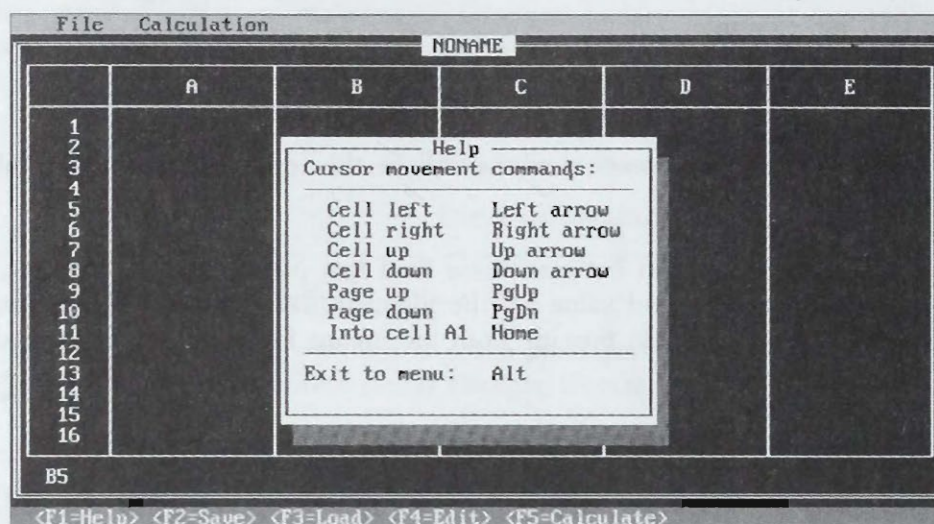 File Calculation
NONAME
A B C D E
1
2
3
4
5
6
7
8
9
10
11
12
13
14
15
16
Help
Cursor movement commands:
Cell left Left arrow
Cell right Right arrow
Cell up Up arrow
Cell down Down arrow
Page up PgUp
Page down PgDn
Into cell A1 Home
Exit to menu: Alt
B5
<F1=Help> <F2=Save> <F3=Load> <F4=Edit> <F5=Calculate>